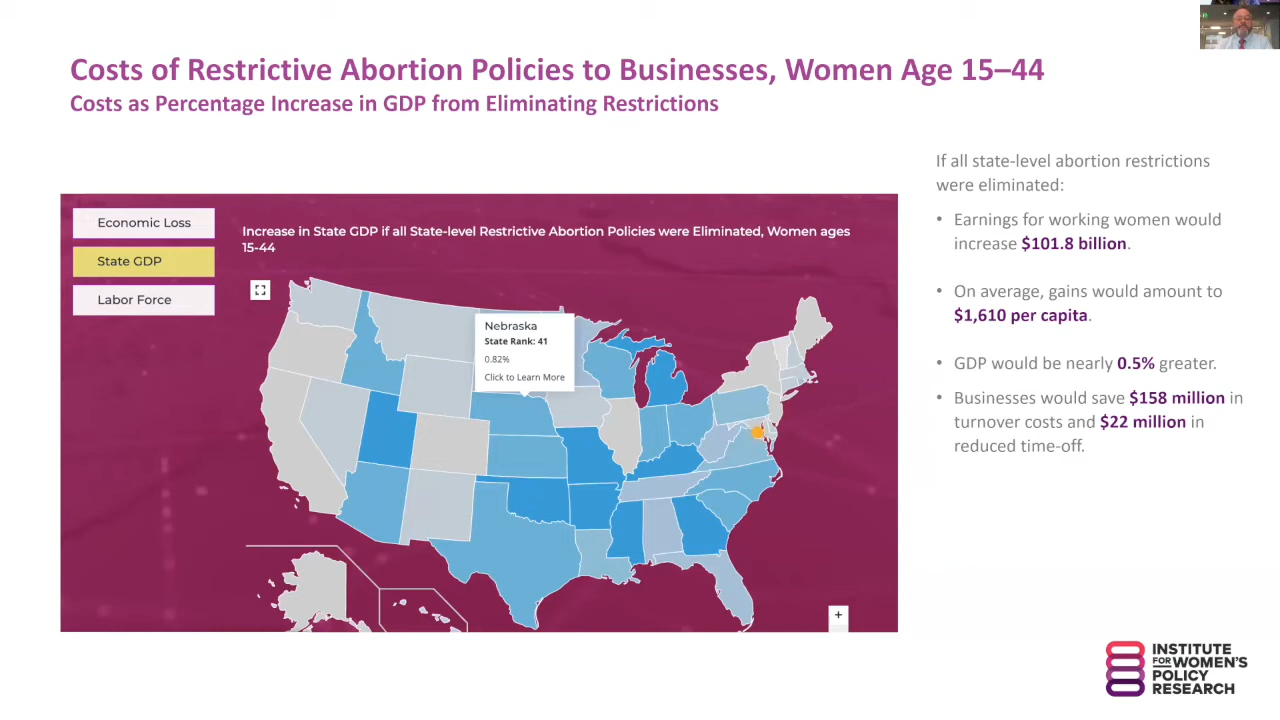 Costs of Restrictive Abortion Policies to Businesses, Women Age 15–44
Costs as Percentage Increase in GDP from Eliminating Restrictions
Economic Loss
State GDP
Labor Force
Increase in State GDP if all State-level Restrictive Abortion Policies were Eliminated, Women ages
15-44
Nebraska
State Rank: 41
0.82%
Click to Learn More
+
If all state-level abortion restrictions
were eliminated:
• Earnings for working women would
increase $101.8 billion.
• On average, gains would amount to
$1,610 per capita.
• GDP would be nearly 0.5% greater.
• Businesses would save $158 million in
turnover costs and $22 million in
reduced time-off.
INSTITUTE
FOR WOMEN'S
POLICY
RESEARCH